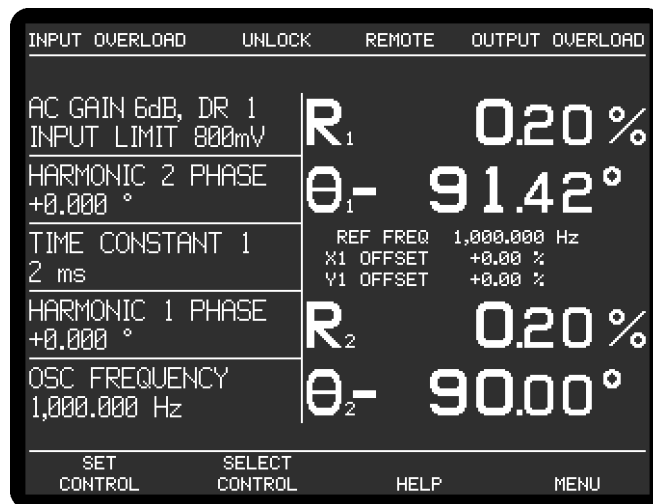 INPUT OVERLOAD UNLOCK REMOTE OUTPUT OVERLOAD
AC GAIN 6dB, DR 1
INPUT LIMIT 800mV
HARMONIC 2 PHASE
+0.000 °
TIME CONSTANT 1
2 ms
HARMONIC 1 PHASE
+0.000 °
OSC FREQUENCY
1,000.000 Hz
R1 0.20 %
θ1- 91.42°
REF FREQ 1,000.000 Hz
X1 OFFSET +0.00 %
Y1 OFFSET +0.00 %
R2 0.20 %
θ2- 90.00°
SET CONTROL
SELECT CONTROL
HELP
MENU